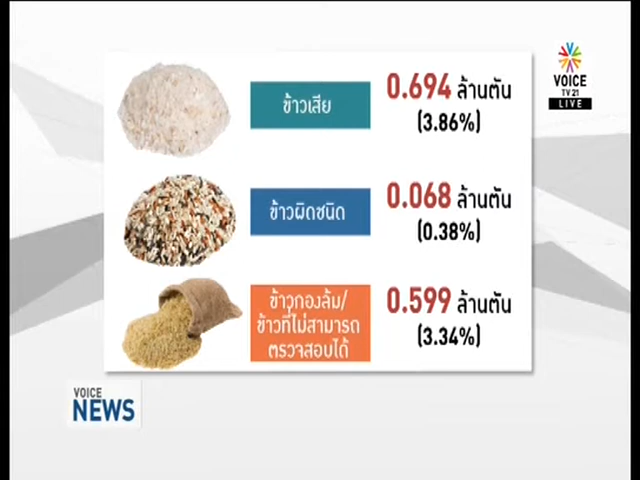 VOICE
TV 21
LIVE
ข้าวเสีย
0.694 ล้านตัน
(3.86%)
ข้าวผิดชนิด
0.068 ล้านตัน
(0.38%)
ข้าวกองล้ม/
ข้าวที่ไม่สามารถ
ตรวจสอบได้
0.599 ล้านตัน
(3.34%)
VOICE
NEWS